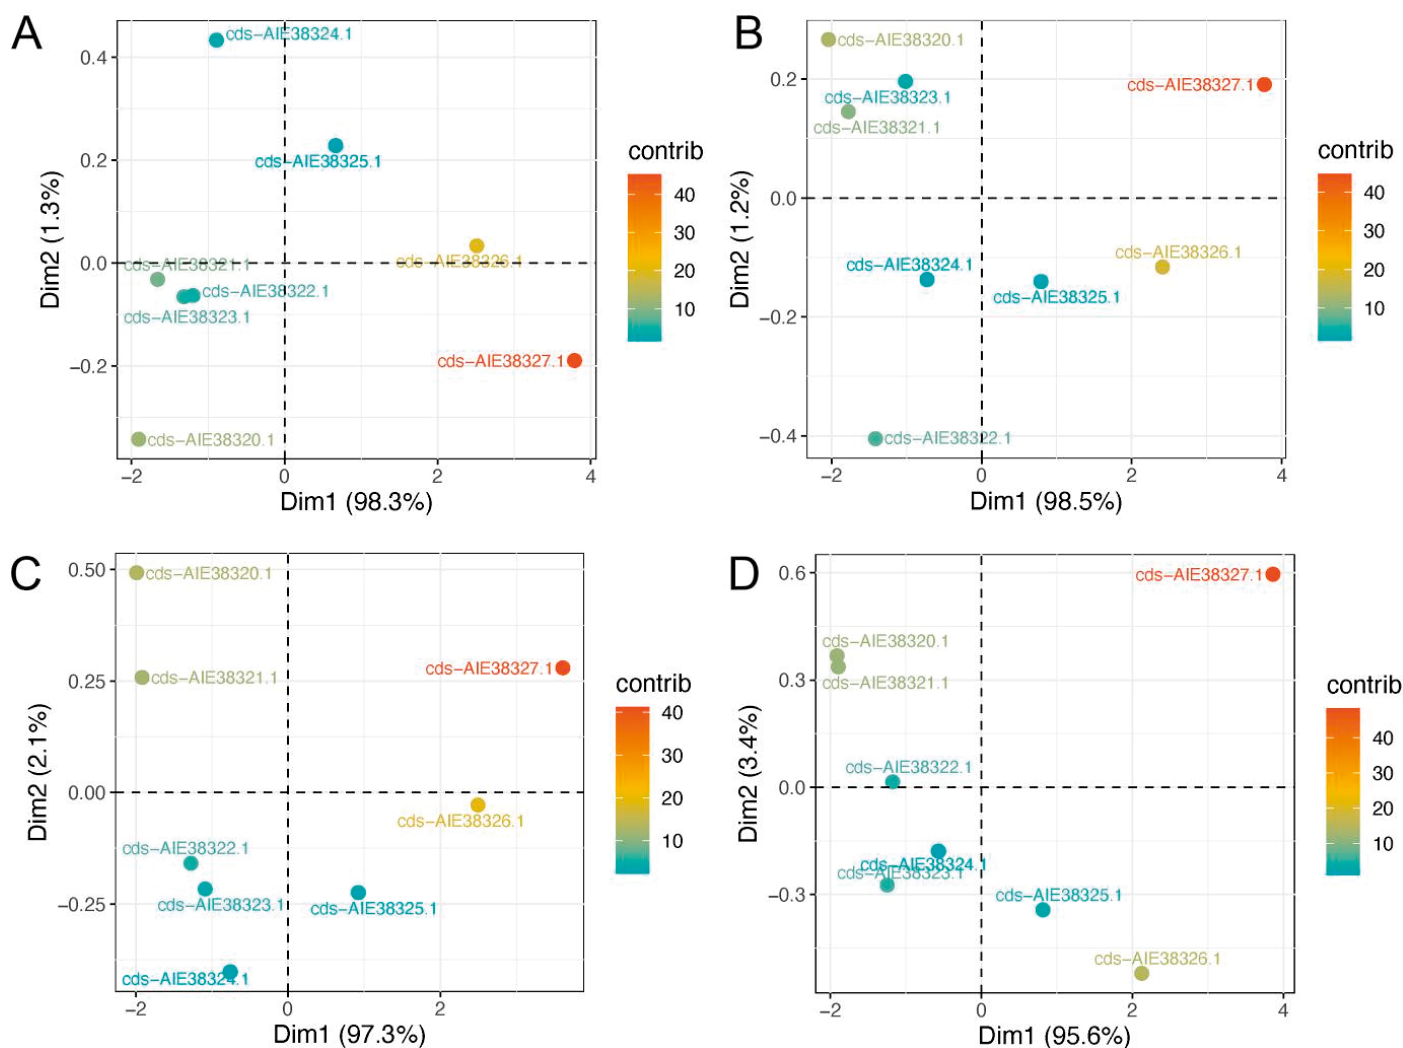 A
cds−AIE38324.1
0.4
0.2
cds−AIE38325.1
contrib
40
30
20
10
Dim2 (1.3%)
0.0
cds−AIE38321.1
cds−AIE38326.1
cds−AIE38322.1
cds−AIE38323.1
−0.2
cds−AIE38327.1
cds−AIE38320.1
−2
0
2
4
Dim1 (98.3%)
B
cds−AIE38320.1
0.2
cds−AIE38327.1
cds−AIE38323.1
cds−AIE38321.1
contrib
40
30
20
10
Dim2 (1.2%)
0.0
cds−AIE38326.1
cds−AIE38324.1
cds−AIE38325.1
−0.2
−0.4
cds−AIE38322.1
−2
0
2
4
Dim1 (98.5%)
C
0.50
cds−AIE38320.1
0.25
cds−AIE38327.1
cds−AIE38321.1
contrib
40
30
20
10
Dim2 (2.1%)
0.00
cds−AIE38326.1
cds−AIE38322.1
cds−AIE38323.1
cds−AIE38325.1
−0.25
cds−AIE38324.1
−2
0
2
Dim1 (97.3%)
D
0.6
cds−AIE38327.1
cds−AIE38320.1
0.3
cds−AIE38321.1
contrib
40
30
20
10
Dim2 (3.4%)
cds−AIE38322.1
0.0
cds−AIE38324.1
cds−AIE38323.1
−0.3
cds−AIE38325.1
cds−AIE38326.1
−2
0
2
4
Dim1 (95.6%)